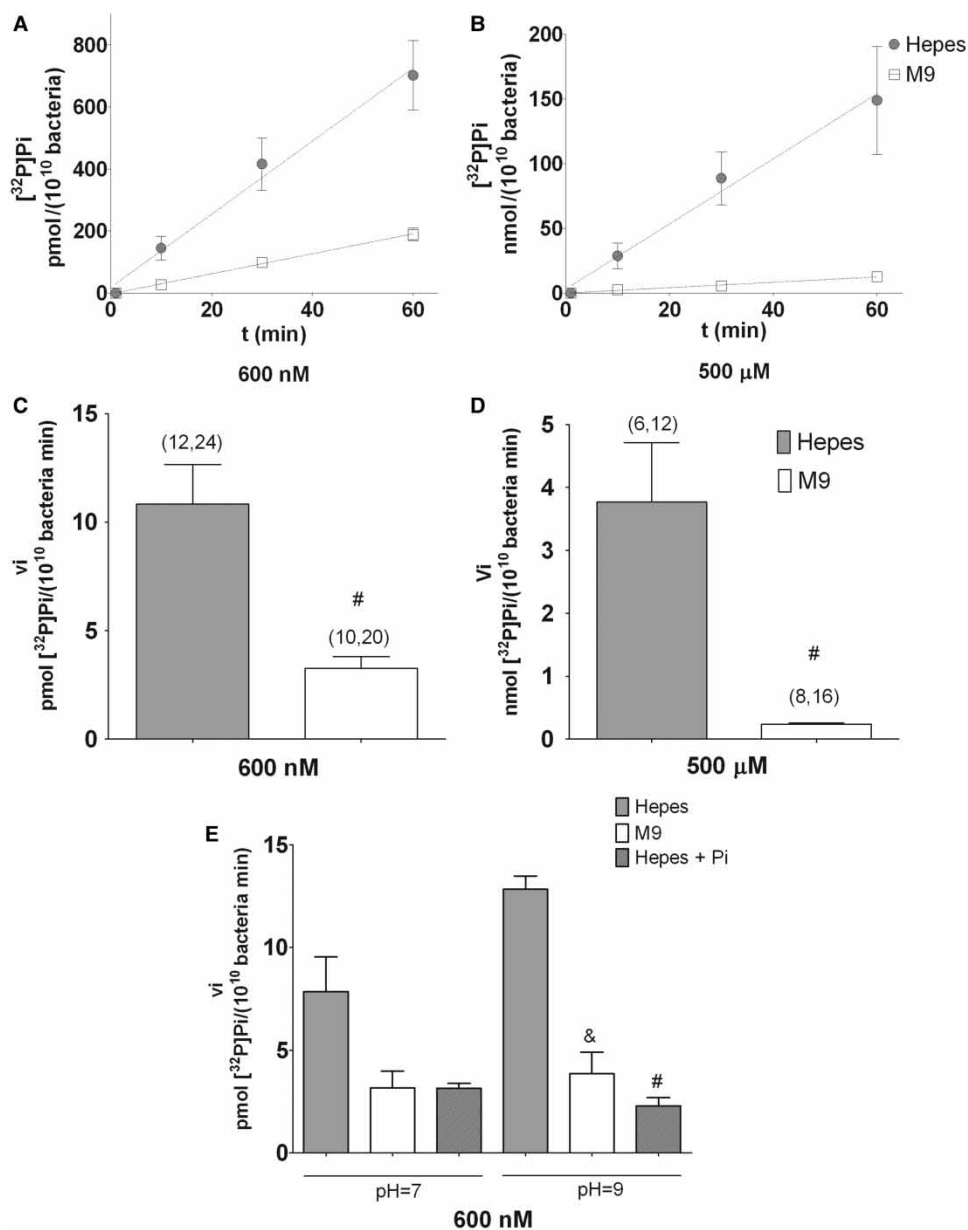 A
[³²P]Pi
pmol/(10¹⁰ bacteria)
800
600
400
200
0
0
20
40
60
t (min)
600 nM
B
[³²P]Pi
nmol/(10¹⁰ bacteria)
200
150
100
50
0
0
20
40
60
t (min)
500 μM
Hepes
M9
C
vi
pmol [³²P]Pi/(10¹⁰ bacteria min)
15
10
5
0
(12,24)
#
(10,20)
600 nM
D
Vi
nmol [³²P]Pi/(10¹⁰ bacteria min)
5
4
3
2
1
0
(6,12)
#
(8,16)
500 μM
Hepes
M9
E
vi
pmol [³²P]Pi/(10¹⁰ bacteria min)
15
10
5
0
Hepes
M9
Hepes + Pi
&
#
pH=7
pH=9
600 nM